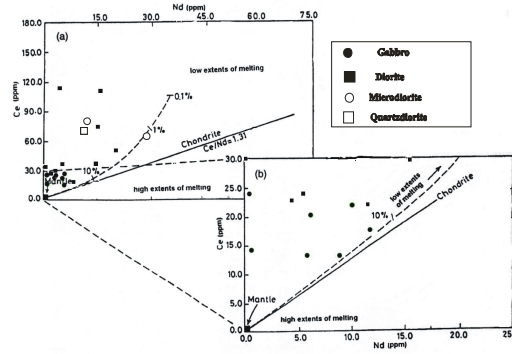 Nd (ppm)
15.0 30.0 45.0 60.0 75.0
180.0
(a)
150.0
low extents of melting
120.0
0.1%
Ce (ppm)
90.0
1%
60.0
Chondrite
Ce/Nd=1.31
30.0
10%
Mantle
high extents of melting
0.0
Gabbro
Diorite
Microdiorite
Quartzdiorite
30.0
(b)
25.0
low extents
of melting
Chondrite
20.0
10%
Ce (ppm)
15.0
10.0
5.0
Mantle
high extents of melting
0.0
0.0 5.0 10.0 15.0 20.0 25.0
Nd (ppm)